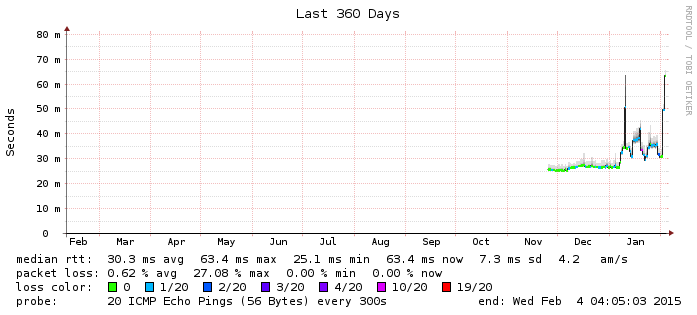 Last 360 Days
RRDTOOL / TOBI OETIKER
Seconds
80 m
70 m
60 m
50 m
40 m
30 m
20 m
10 m
0
Feb Mar Apr May Jun Jul Aug Sep Oct Nov Dec Jan
median rtt: 30.3 ms avg 63.4 ms max 25.1 ms min 63.4 ms now 7.3 ms sd 4.2 am/s
packet loss: 0.62 % avg 27.08 % max 0.00 % min 0.00 % now
loss color: 0 1/20 2/20 3/20 4/20 10/20 19/20
probe: 20 ICMP Echo Pings (56 Bytes) every 300s end: Wed Feb 4 04:05:03 2015